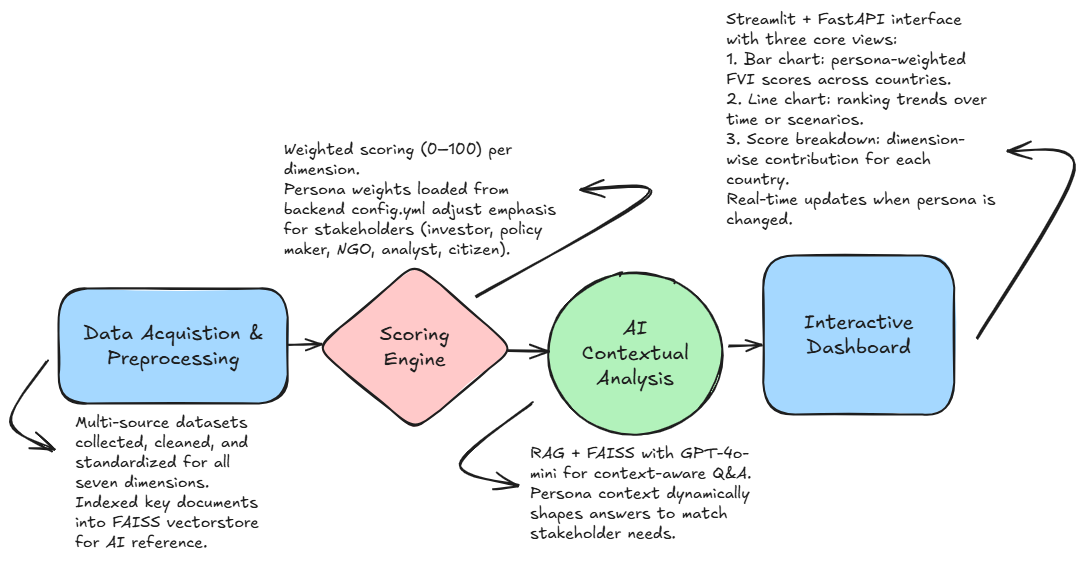 Streamlit + FastAPI interface
with three core views:
1. Bar chart: persona-weighted
FVI scores across countries.
2. Line chart: ranking trends over
time or scenarios.
3. Score breakdown: dimension-
wise contribution for each
country.
Real-time updates when persona is
changed.
Weighted scoring (0–100) per
dimension.
Persona weights loaded from
backend config.yml adjust emphasis
for stakeholders (investor, policy
maker, NGO, analyst, citizen).
Data Acquistion &
Preprocessing
Scoring
Engine
AI
Contextual
Analysis
Interactive
Dashboard
Multi-source datasets
collected, cleaned, and
standardized for all
seven dimensions.
Indexed key documents
into FAISS vectorstore
for AI reference.
RAG + FAISS with GPT-4o-
mini for context-aware Q&A.
Persona context dynamically
shapes answers to match
stakeholder needs.